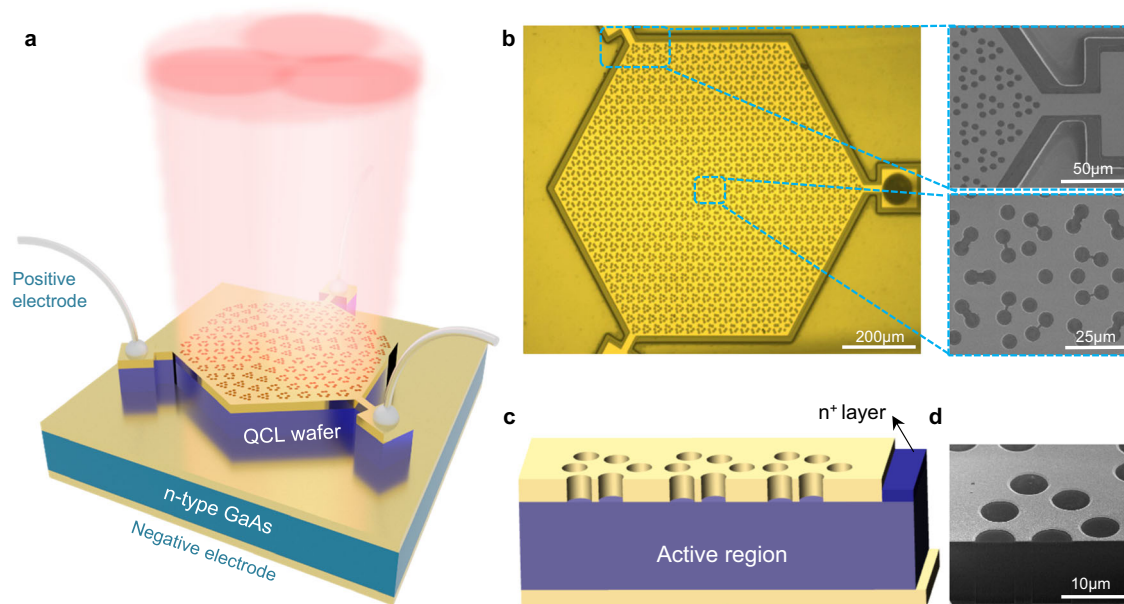 a
Positive
electrode
QCL wafer
n-type GaAs
Negative electrode
b
200μm
50μm
25μm
c
n⁺ layer
Active region
d
10μm